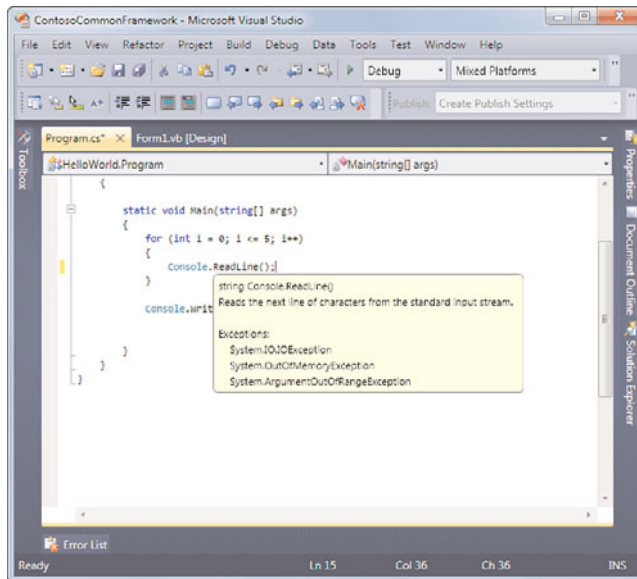 ContosoCommonFramework - Microsoft Visual Studio
File Edit View Refactor Project Build Debug Data Tools Test Window Help
Debug Mixed Platforms
Publish: Create Publish Settings
Program.cs* Form1.vb [Design]
HelloWorld.Program Main(string[] args)
{
static void Main(string[] args)
{
for (int i = 0; i <= 5; i++)
{
Console.ReadLine();
}
string Console.ReadLine()
Reads the next line of characters from the standard input stream.
Console.Writ
Exceptions:
System.IO.IOException
System.OutOfMemoryException
System.ArgumentOutOfRangeException
}
}
}
Toolbox
Properties
Document Outline
Solution Explorer
Error List
Ready Ln 15 Col 36 Ch 36 INS